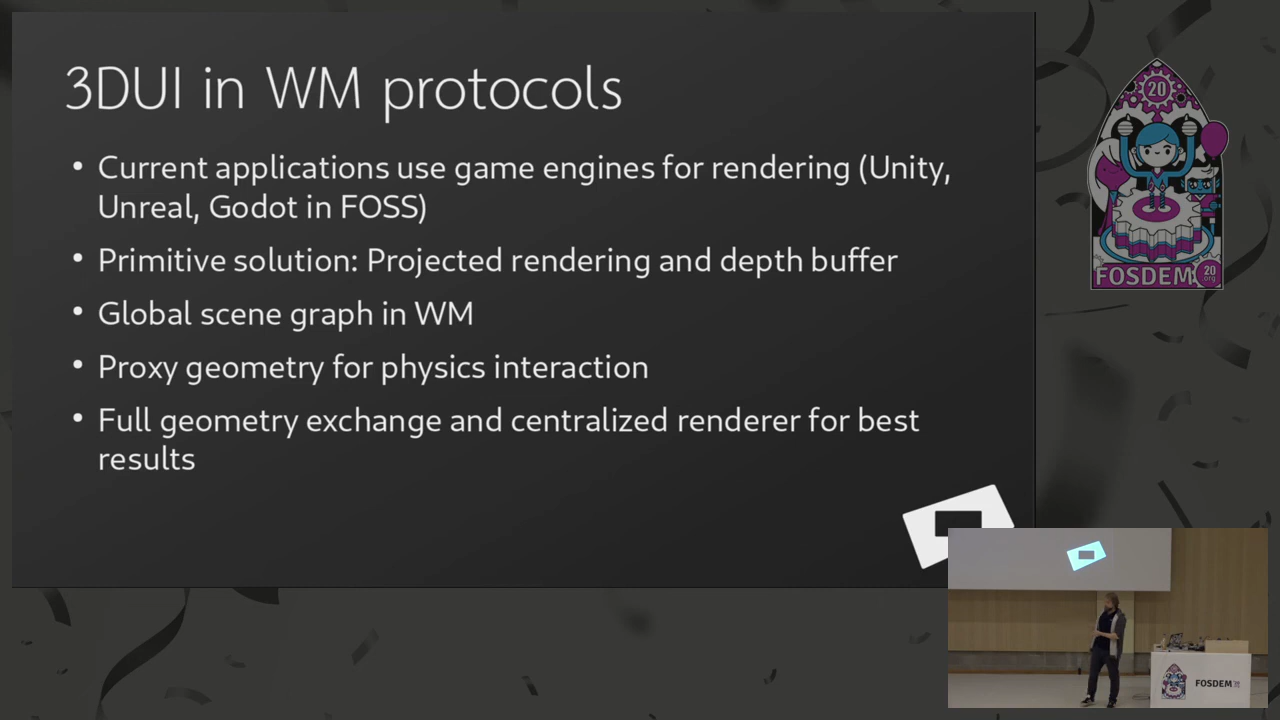 3DUI in WM protocols
• Current applications use game engines for rendering (Unity,
Unreal, Godot in FOSS)
• Primitive solution: Projected rendering and depth buffer
• Global scene graph in WM
• Proxy geometry for physics interaction
• Full geometry exchange and centralized renderer for best
results
20
FOSDEM
20
.org
FOSDEM